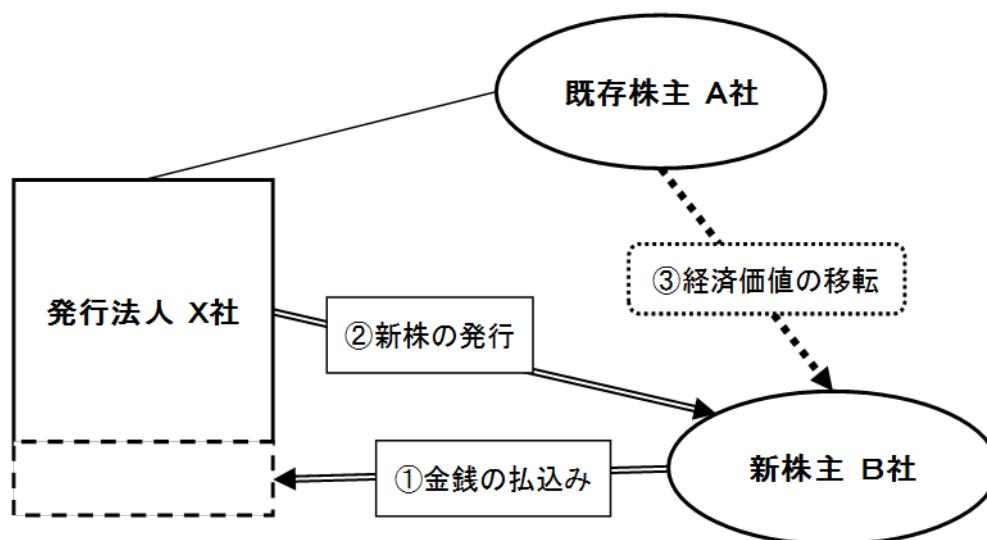 既存株主 A社
③経済価値の移転
発行法人 X社
②新株の発行
①金銭の払込み
新株主 B社